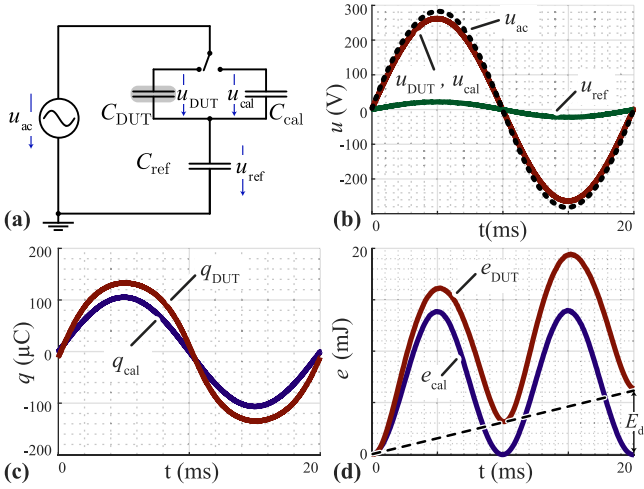 u_ac
C_DUT
u_DUT
u_cal
C_cal
C_ref
u_ref
(a)
300
200
100
0
-100
-200
u (V)
u_ac
u_DUT , u_cal
u_ref
0
10
20
t(ms)
(b)
200
100
0
-100
-200
q (µC)
q_DUT
q_cal
0
20
t (ms)
(c)
20
10
0
e (mJ)
e_DUT
e_cal
E_d
0
20
t (ms)
(d)